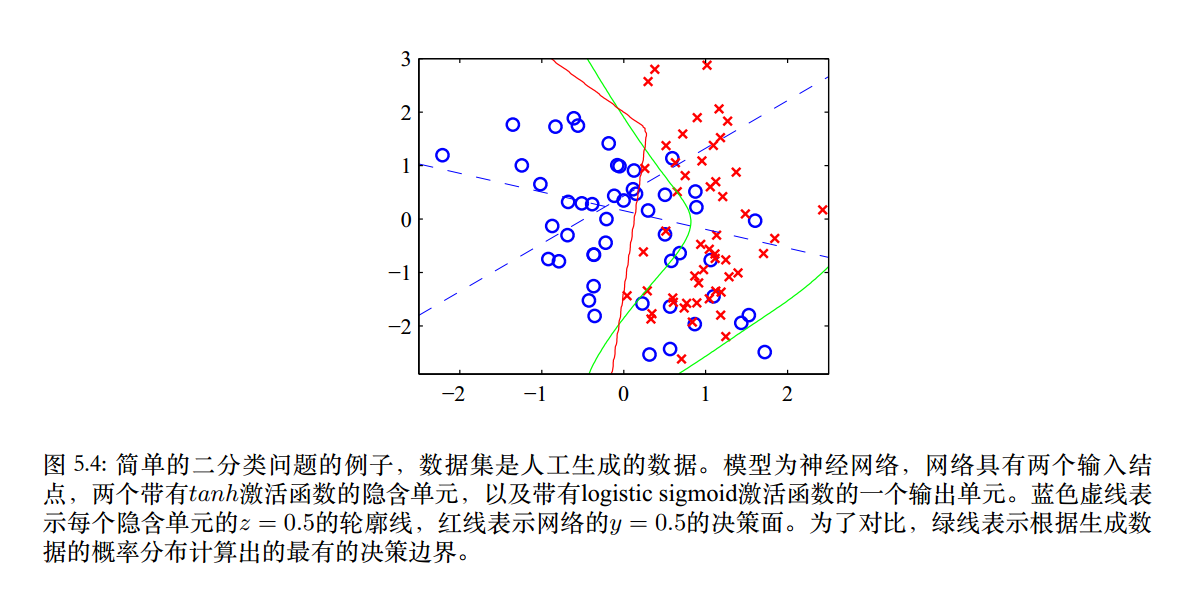 3
2
1
0
−1
−2
−2 −1 0 1 2
图 5.4: 简单的二分类问题的例子，数据集是人工生成的数据。模型为神经网络，网络具有两个输入结
点，两个带有tanh激活函数的隐含单元，以及带有logistic sigmoid激活函数的一个输出单元。蓝色虚线表
示每个隐含单元的z = 0.5的轮廓线，红线表示网络的y = 0.5的决策面。为了对比，绿线表示根据生成数
据的概率分布计算出的最有的决策边界。